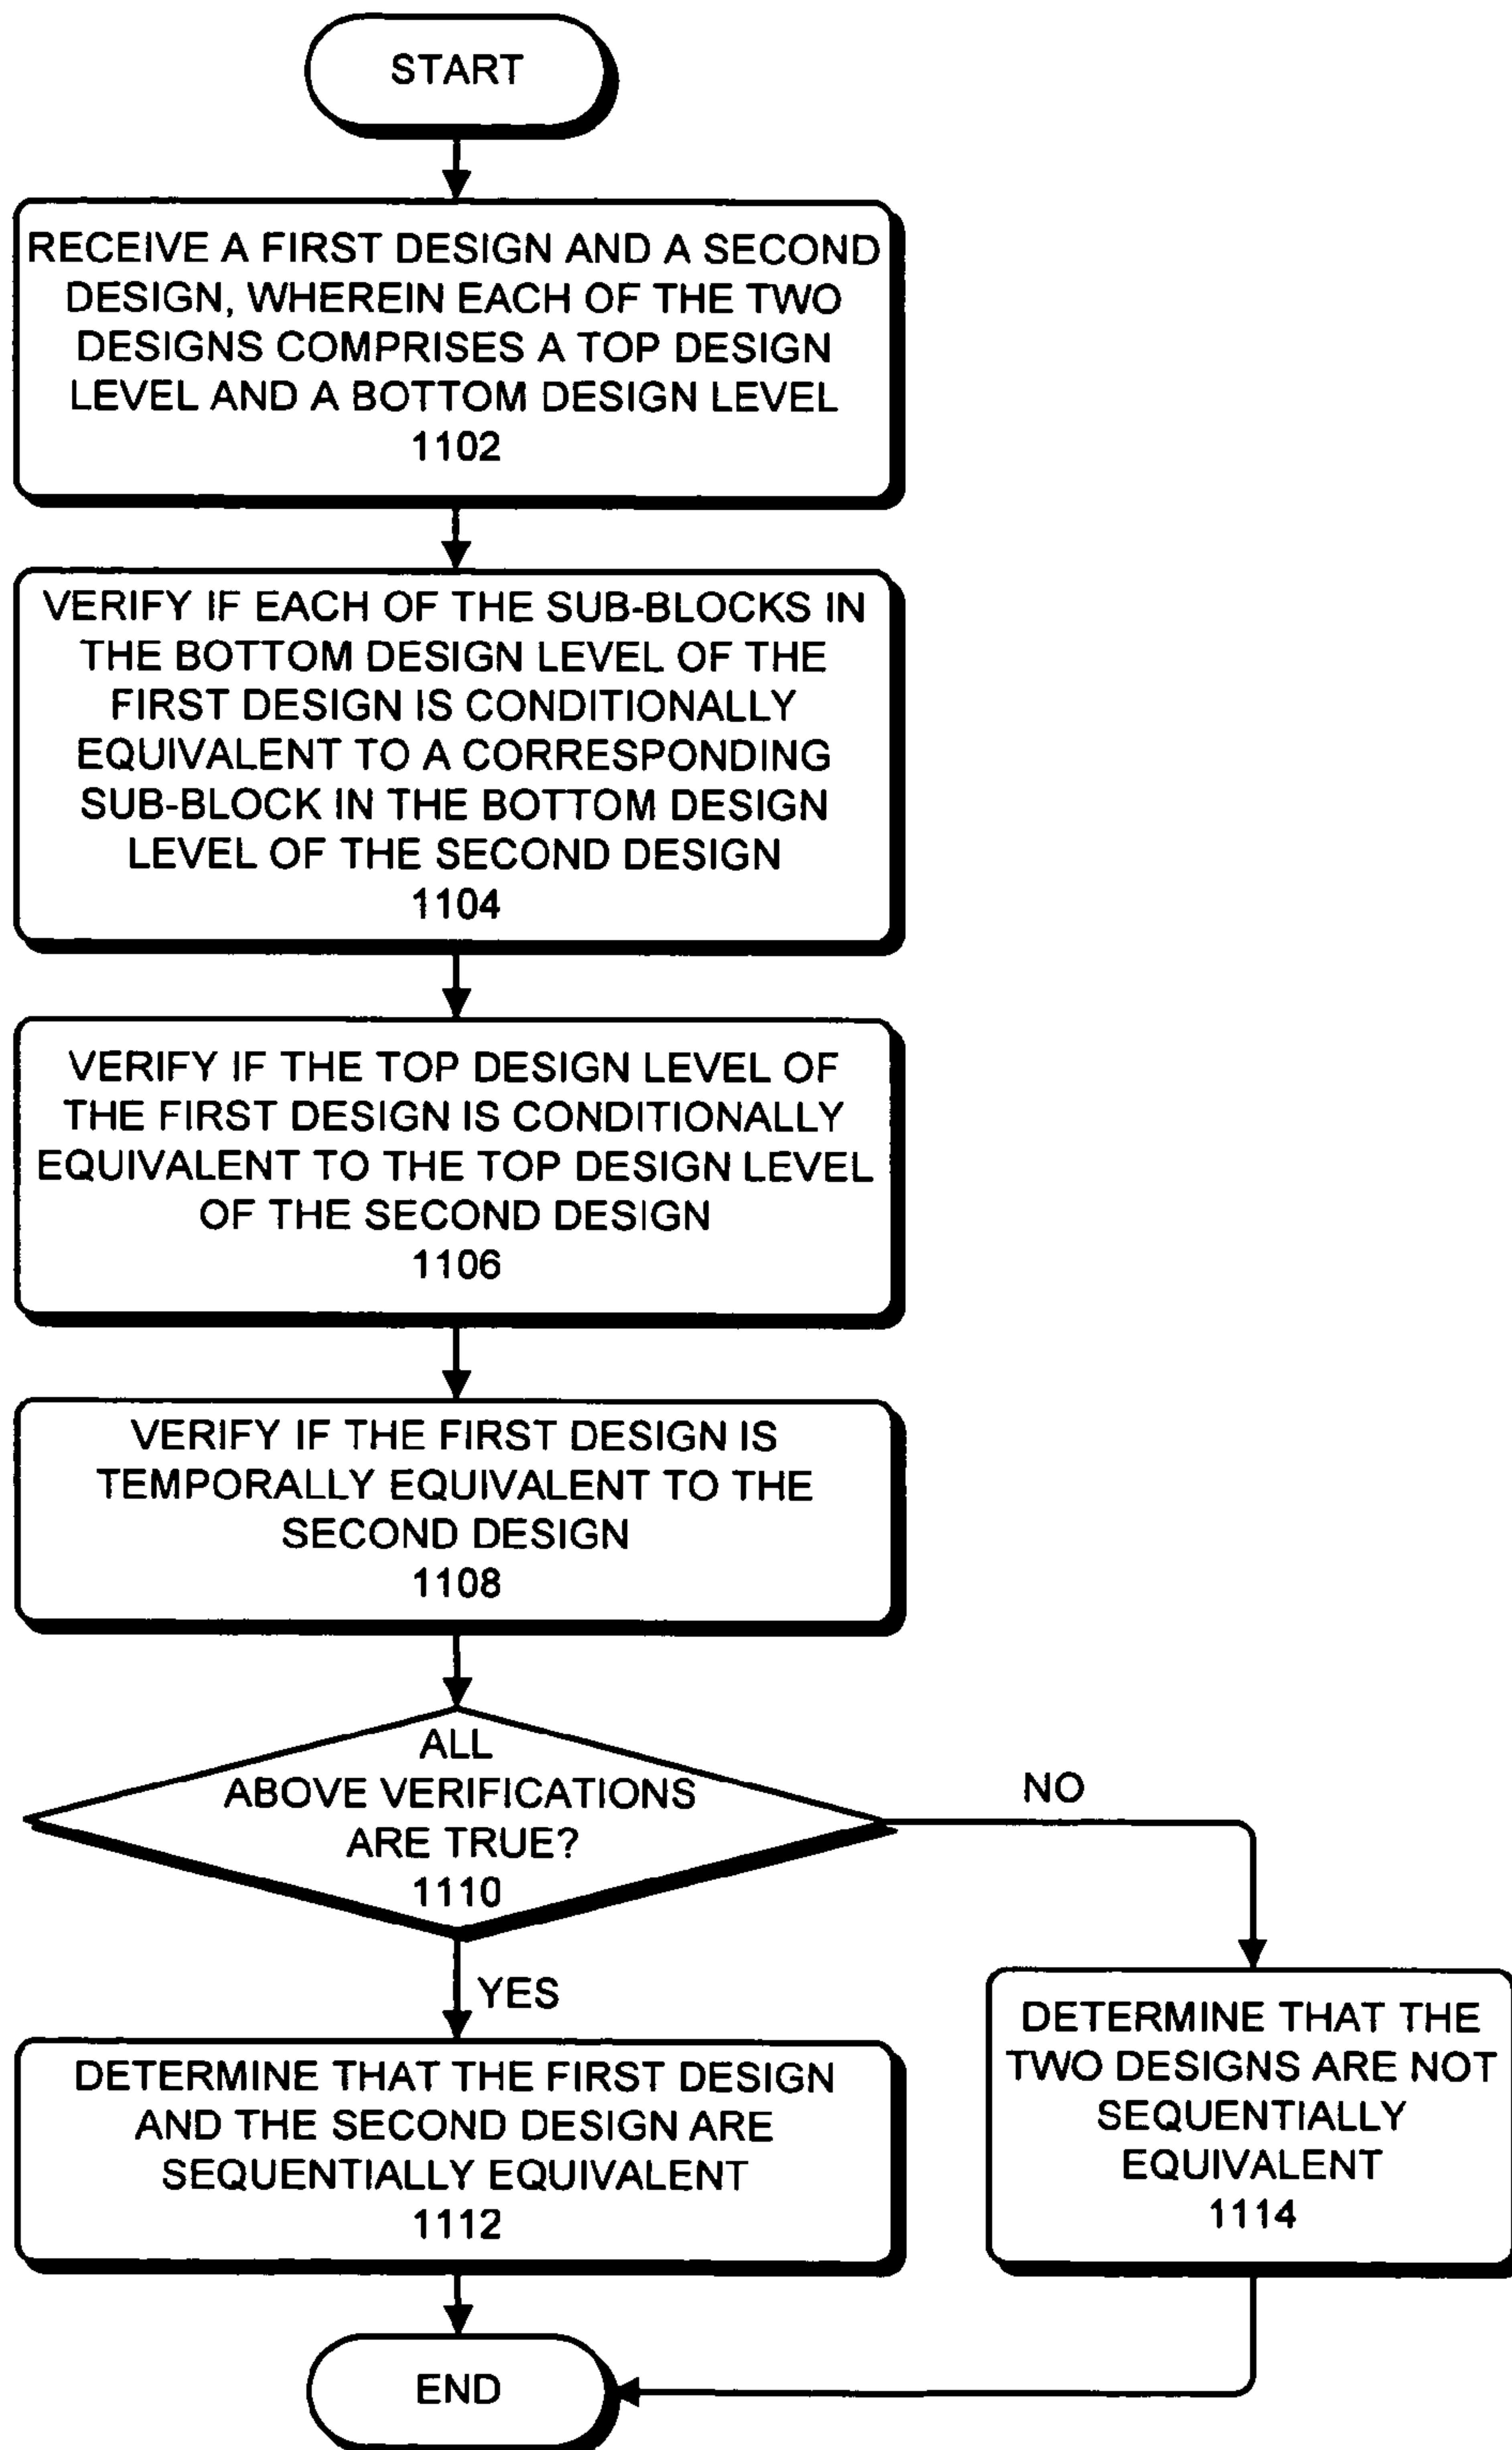 START
RECEIVE A FIRST DESIGN AND A SECOND
DESIGN, WHEREIN EACH OF THE TWO
DESIGNS COMPRISES A TOP DESIGN
LEVEL AND A BOTTOM DESIGN LEVEL
1102
VERIFY IF EACH OF THE SUB-BLOCKS IN
THE BOTTOM DESIGN LEVEL OF THE
FIRST DESIGN IS CONDITIONALLY
EQUIVALENT TO A CORRESPONDING
SUB-BLOCK IN THE BOTTOM DESIGN
LEVEL OF THE SECOND DESIGN
1104
VERIFY IF THE TOP DESIGN LEVEL OF
THE FIRST DESIGN IS CONDITIONALLY
EQUIVALENT TO THE TOP DESIGN LEVEL
OF THE SECOND DESIGN
1106
VERIFY IF THE FIRST DESIGN IS
TEMPORALLY EQUIVALENT TO THE
SECOND DESIGN
1108
ALL
ABOVE VERIFICATIONS
ARE TRUE?
1110
NO
YES
DETERMINE THAT THE FIRST DESIGN
AND THE SECOND DESIGN ARE
SEQUENTIALLY EQUIVALENT
1112
DETERMINE THAT THE
TWO DESIGNS ARE NOT
SEQUENTIALLY
EQUIVALENT
1114
END